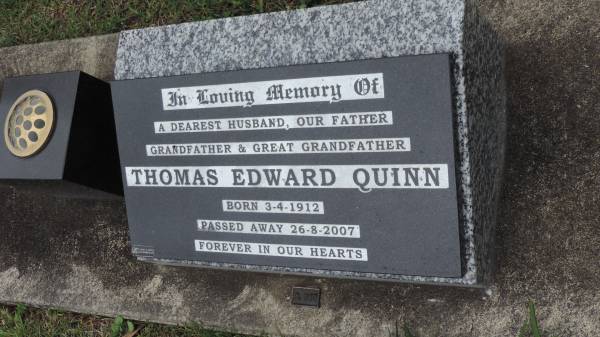 In Loving Memory Of
A DEAREST HUSBAND, OUR FATHER
GRANDFATHER & GREAT GRANDFATHER
THOMAS EDWARD QUINN
BORN 3-4-1912
PASSED AWAY 26-8-2007
FOREVER IN OUR HEARTS